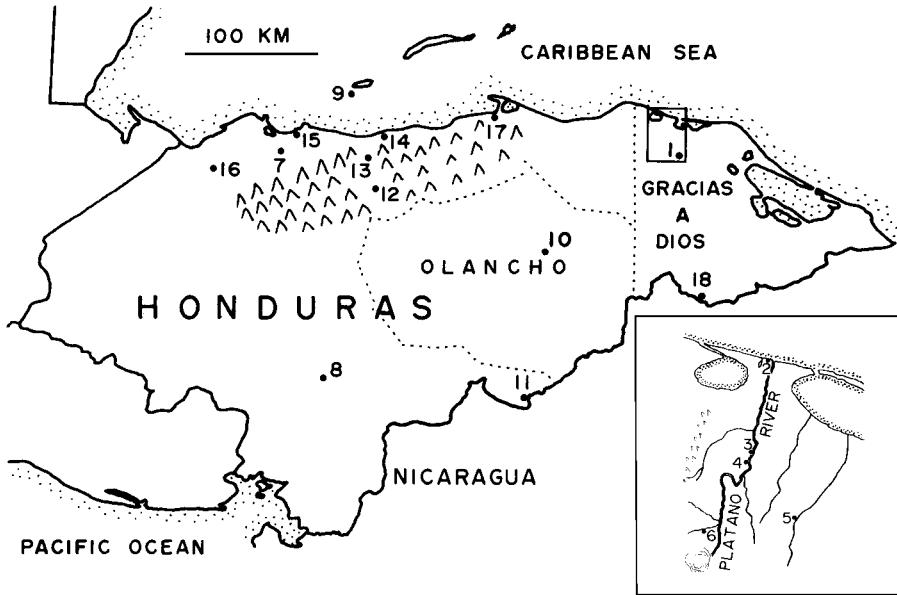 100 KM
CARIBBEAN SEA
9
15
14
17
16
7
13
1
12
GRACIAS
A
DIOS
10
OLANCHO
18
HONDURAS
8
11
NICARAGUA
PACIFIC OCEAN
2
RIVER
3
4
5
6
PLATANO